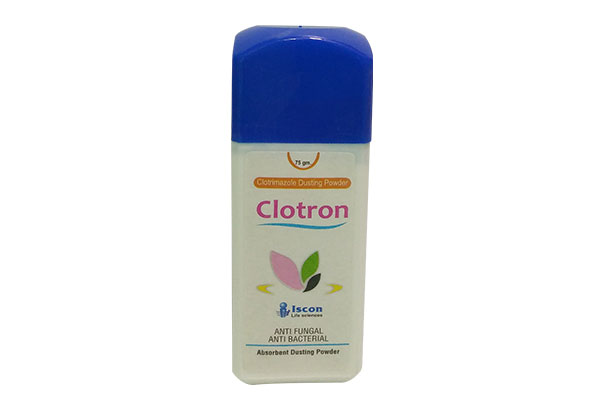 75 gm.
Clotrimazole Dusting Powder
Clotron
Iscon
Life sciences
ANTI FUNGAL
ANTI BACTERIAL
Absorbent Dusting Powder